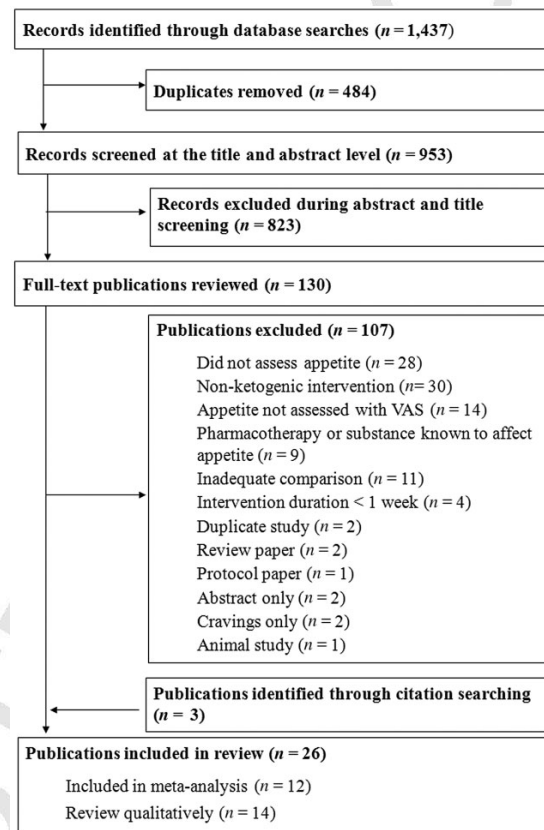 Records identified through database searches (n = 1,437)
Duplicates removed (n = 484)
Records screened at the title and abstract level (n = 953)
Records excluded during abstract and title
screening (n = 823)
Full-text publications reviewed (n = 130)
Publications excluded (n = 107)
Did not assess appetite (n = 28)
Non-ketogenic intervention (n= 30)
Appetite not assessed with VAS (n = 14)
Pharmacotherapy or substance known to affect
appetite (n = 9)
Inadequate comparison (n = 11)
Intervention duration < 1 week (n = 4)
Duplicate study (n = 2)
Review paper (n = 2)
Protocol paper (n = 1)
Abstract only (n = 2)
Cravings only (n = 2)
Animal study (n = 1)
Publications identified through citation searching
(n = 3)
Publications included in review (n = 26)
Included in meta-analysis (n = 12)
Review qualitatively (n = 14)